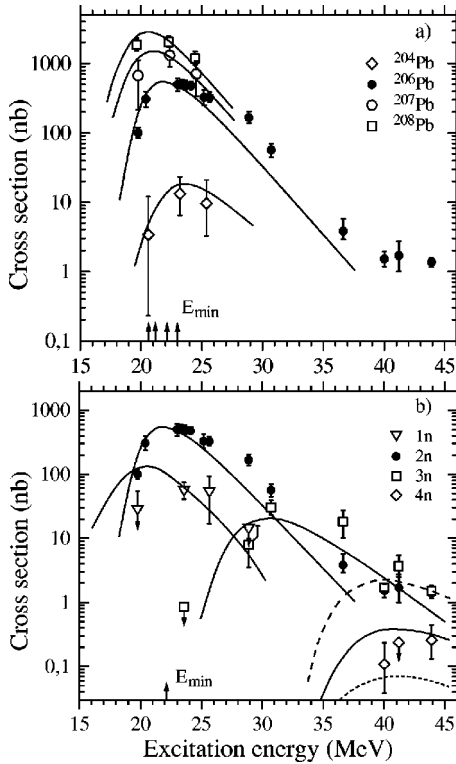 a)
²⁰⁴Pb
²⁰⁶Pb
²⁰⁷Pb
²⁰⁸Pb
Cross section (nb)
1000
100
10
1
0,1
E_min
15 20 25 30 35 40 45
b)
1n
2n
3n
4n
Cross section (nb)
1000
100
10
1
0,1
E_min
15 20 25 30 35 40 45
Excitation energy (MeV)